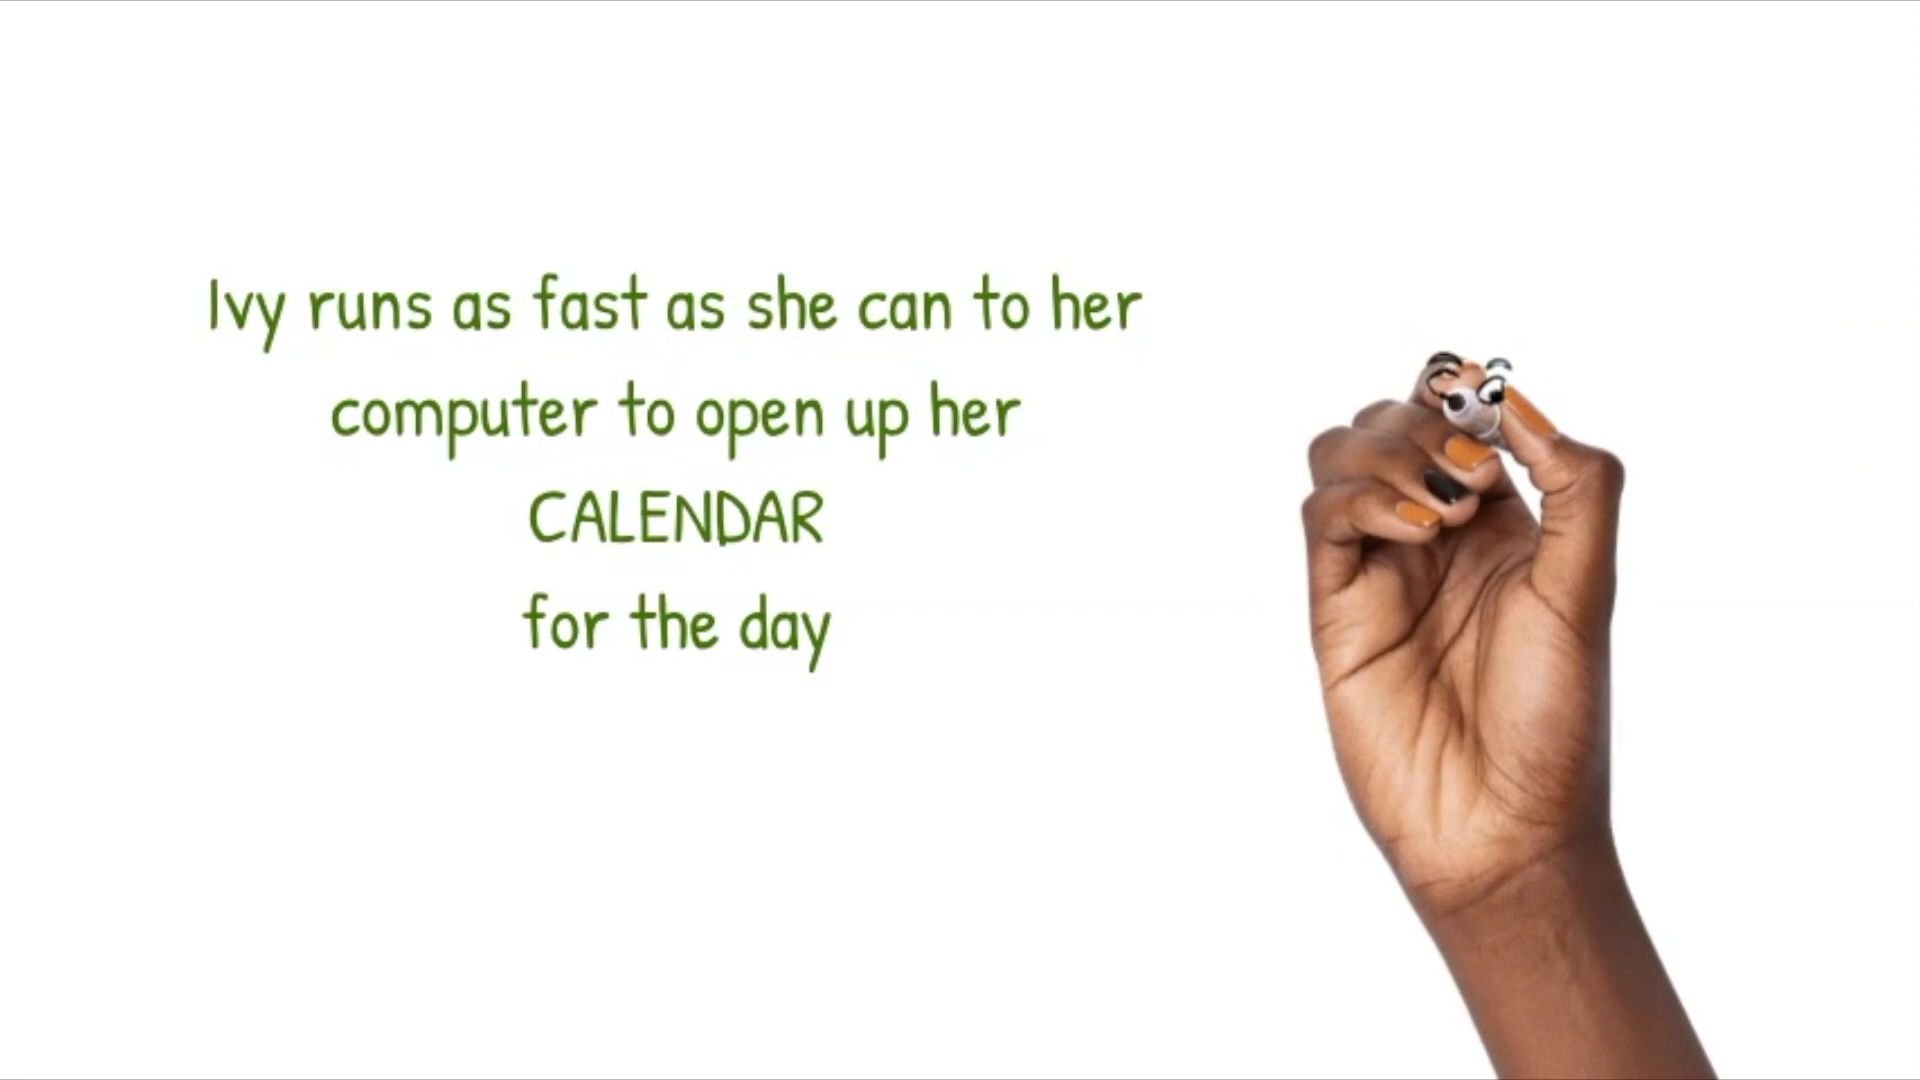 Ivy runs as fast as she can to her
computer to open up her
CALENDAR
for the day